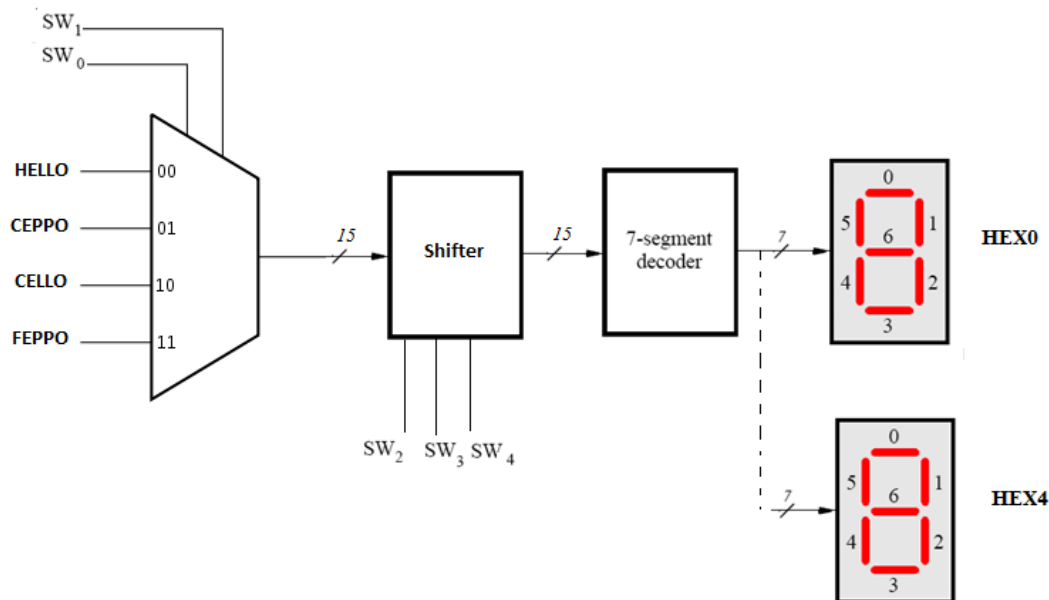 SW1
SW0
HELLO 00
CEPPO 01
CELLO 10
FEPPO 11
15
Shifter
SW2 SW3 SW4
15
7-segment
decoder
7
0
5 1
6
4 2
3
HEX0
7
0
5 1
6
4 2
3
HEX4